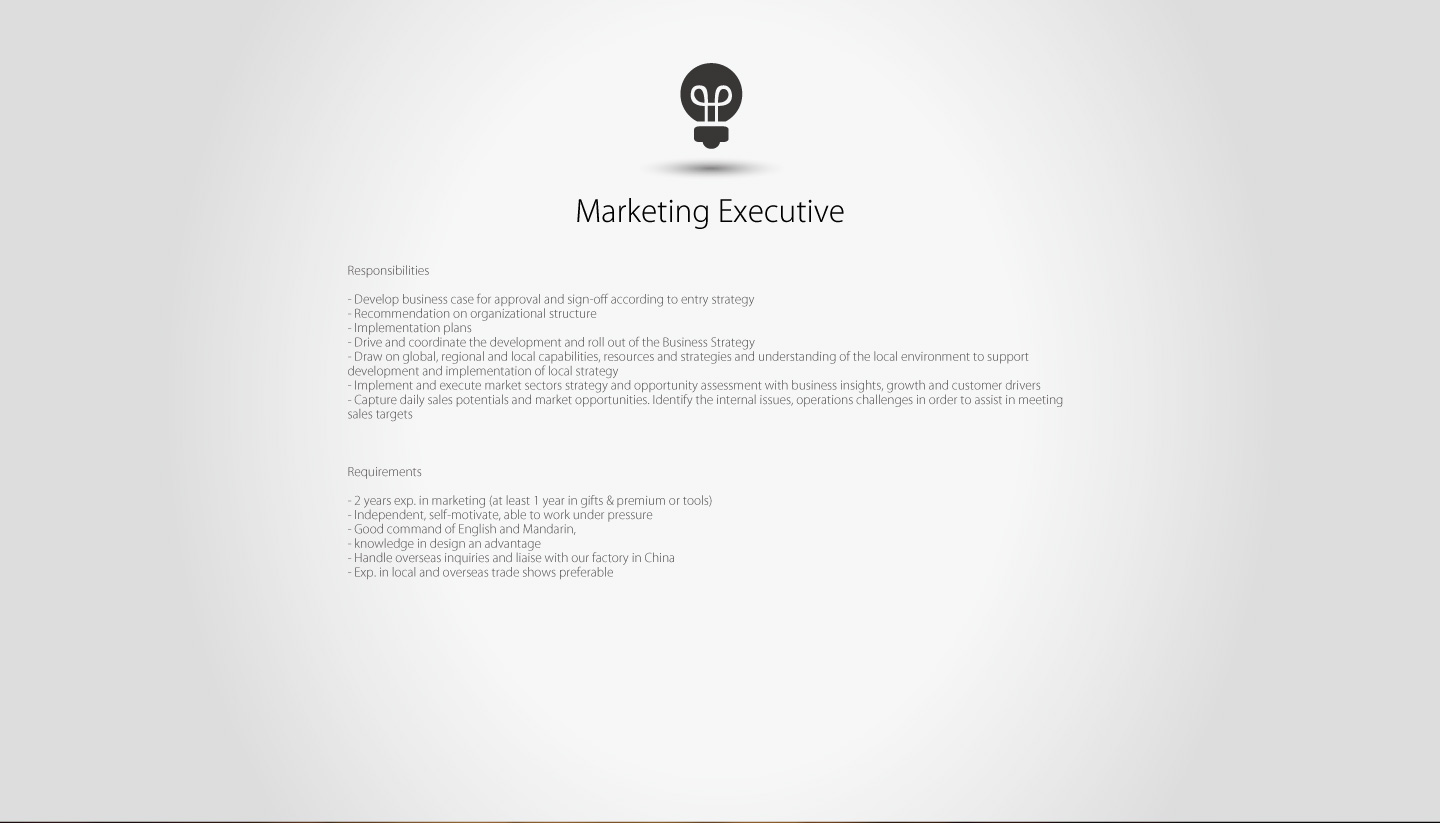 Marketing Executive
Responsibilities
- Develop business case for approval and sign-off according to entry strategy
- Recommendation on organizational structure
- Implementation plans
- Drive and coordinate the development and roll out of the Business Strategy
- Draw on global, regional and local capabilities, resources and strategies and understanding of the local environment to support
development and implementation of local strategy
- Implement and execute market sectors strategy and opportunity assessment with business insights, growth and customer drivers
- Capture daily sales potentials and market opportunities. Identify the internal issues, operations challenges in order to assist in meeting
sales targets
Requirements
- 2 years exp. in marketing (at least 1 year in gifts & premium or tools)
- Independent, self-motivate, able to work under pressure
- Good command of English and Mandarin,
- knowledge in design an advantage
- Handle overseas inquiries and liaise with our factory in China
- Exp. in local and overseas trade shows preferable